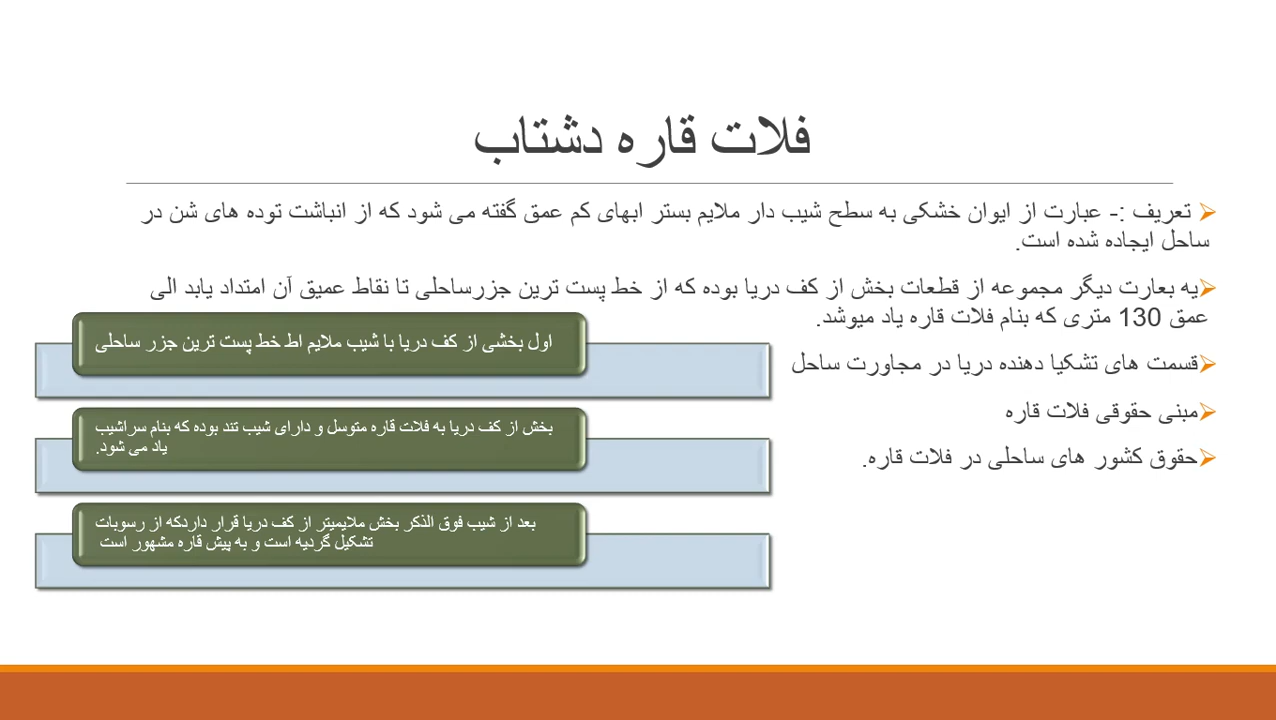 فلات قاره دشتاب
تعریف :- عبارت از ایوان خشکی به سطح شیب دار ملایم بستر ابهای کم عمق گفته می شود که از انباشت توده های شن در
ساحل ایجاده شده است.
یه بعارت دیگر مجموعه از قطعات بخش از کف دریا بوده که از خط پست ترین جزرساحلی تا نقاط عمیق آن امتداد یابد الی
عمق 130 متری که بنام فلات قاره یاد میوشد.
قسمت های تشکیا دهنده دریا در مجاورت ساحل
مبنی حقوقی فلات قاره
حقوق کشور های ساحلی در فلات قاره.
اول بخشی از کف دریا با شیب ملایم اط خط پست ترین جزر ساحلی
بخش از کف دریا به فلات قاره متوسل و دارای شیب تند بوده که بنام سراشیب
یاد می شود.
بعد از شیب فوق الذکر بخش ملایمیتر از کف دریا قرار داردکه از رسوبات
تشکیل گردیه است و به پیش قاره مشهور است